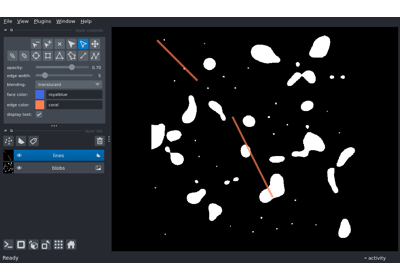 File View Plugins Window Help
opacity: 0.70
edge width: 5
blending: translucent
face color: royalblue
edge color: coral
display text:
lines
blobs
Ready
activity